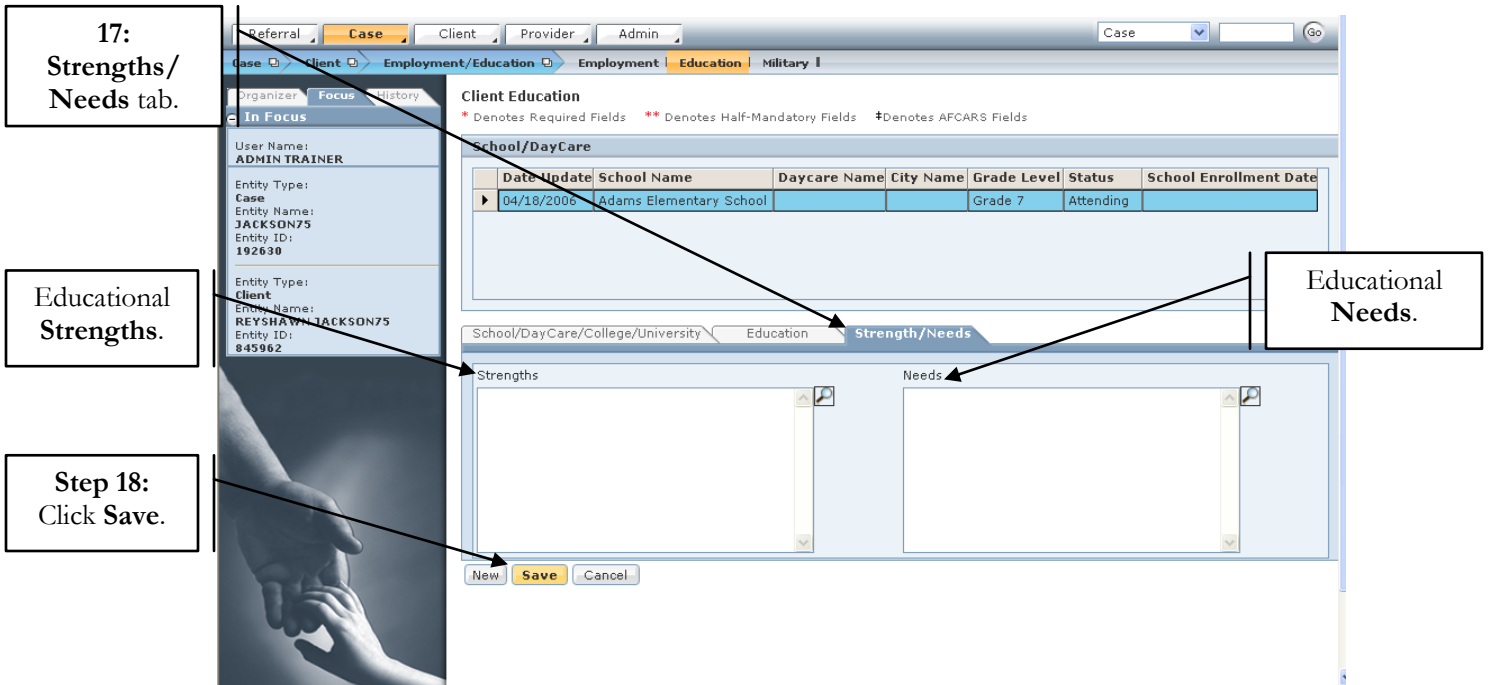 17:
Strengths/
Needs tab.
Educational
Strengths.
Step 18:
Click Save.
Educational
Needs.
Referral Case Client Provider Admin Case Go
Case Client Employment/Education Employment Education Military
Organizer Focus History
In Focus
User Name:
ADMIN TRAINER
Entity Type:
Case
Entity Name:
JACKSON75
Entity ID:
192630
Entity Type:
Client
Entity Name:
REYSHAWN JACKSON75
Entity ID:
845962
Client Education
* Denotes Required Fields ** Denotes Half-Mandatory Fields ‡Denotes AFCARS Fields
School/DayCare
Date Update School Name Daycare Name City Name Grade Level Status School Enrollment Date
04/18/2006 Adams Elementary School Grade 7 Attending
School/DayCare/College/University Education Strength/Needs
Strengths Needs
New Save Cancel